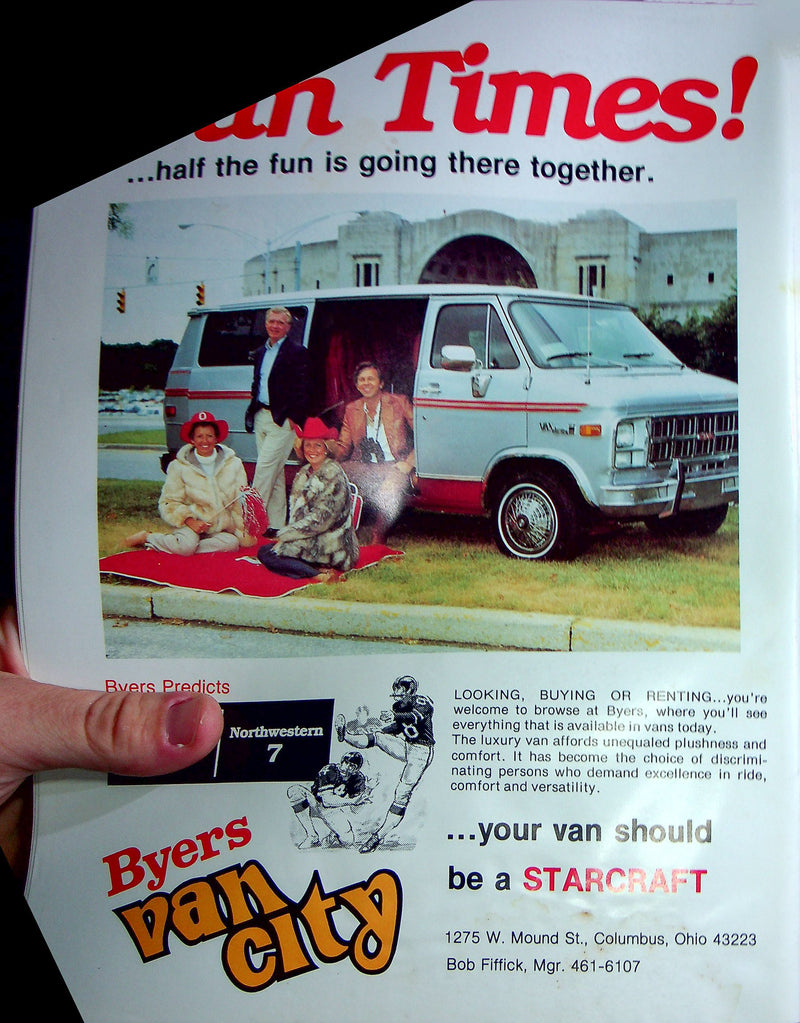 Times!
...half the fun is going there together.
O
Byers Predicts
Northwestern
7
8
LOOKING, BUYING OR RENTING...you're
welcome to browse at Byers, where you'll see
everything that is available in vans today.
The luxury van affords unequaled plushness and
comfort. It has become the choice of discrimi-
nating persons who demand excellence in ride,
comfort and versatility.
Byers
van
city
...your van should
be a STARCRAFT
1275 W. Mound St., Columbus, Ohio 43223
Bob Fiffick, Mgr. 461-6107